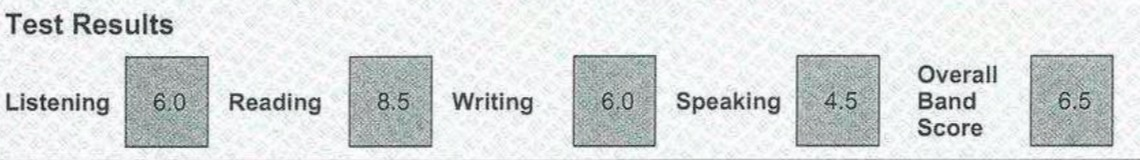 Test Results
Listening 6.0 Reading 8.5 Writing 6.0 Speaking 4.5 Overall Band Score 6.5